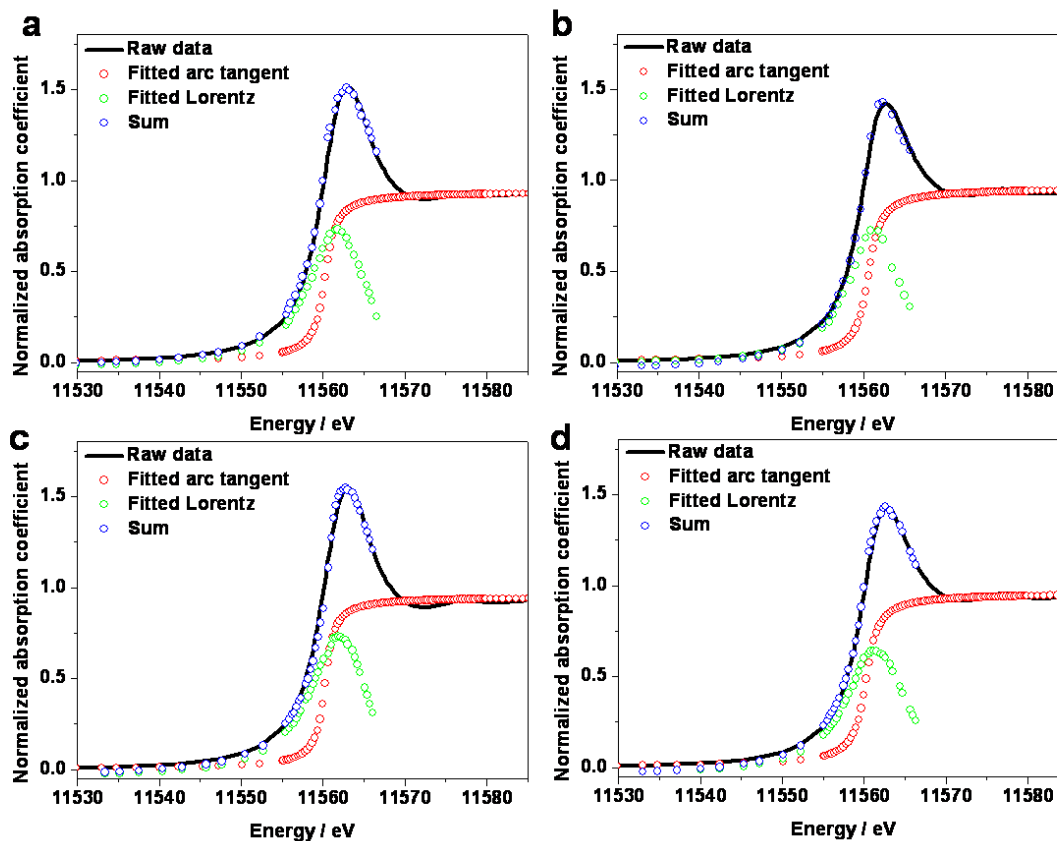 a
Normalized absorption coefficient
Raw data
Fitted arc tangent
Fitted Lorentz
Sum
1.5
1.0
0.5
0.0
11530 11540 11550 11560 11570 11580
Energy / eV
b
Normalized absorption coefficient
Raw data
Fitted arc tangent
Fitted Lorentz
Sum
1.5
1.0
0.5
0.0
11530 11540 11550 11560 11570 11580
Energy / eV
c
Normalized absorption coefficient
Raw data
Fitted arc tangent
Fitted Lorentz
Sum
1.5
1.0
0.5
0.0
11530 11540 11550 11560 11570 11580
Energy / eV
d
Normalized absorption coefficient
Raw data
Fitted arc tangent
Fitted Lorentz
Sum
1.5
1.0
0.5
0.0
11530 11540 11550 11560 11570 11580
Energy / eV